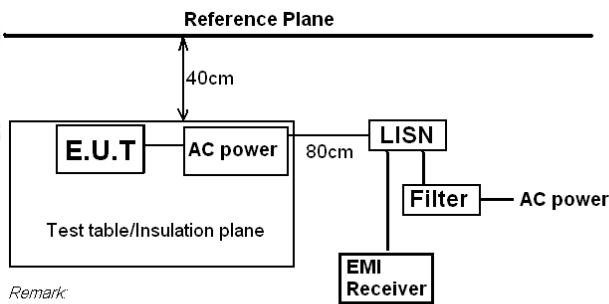 Reference Plane
40cm
E.U.T
AC power
80cm
LISN
Filter
AC power
Test table/Insulation plane
EMI
Receiver
Remark: